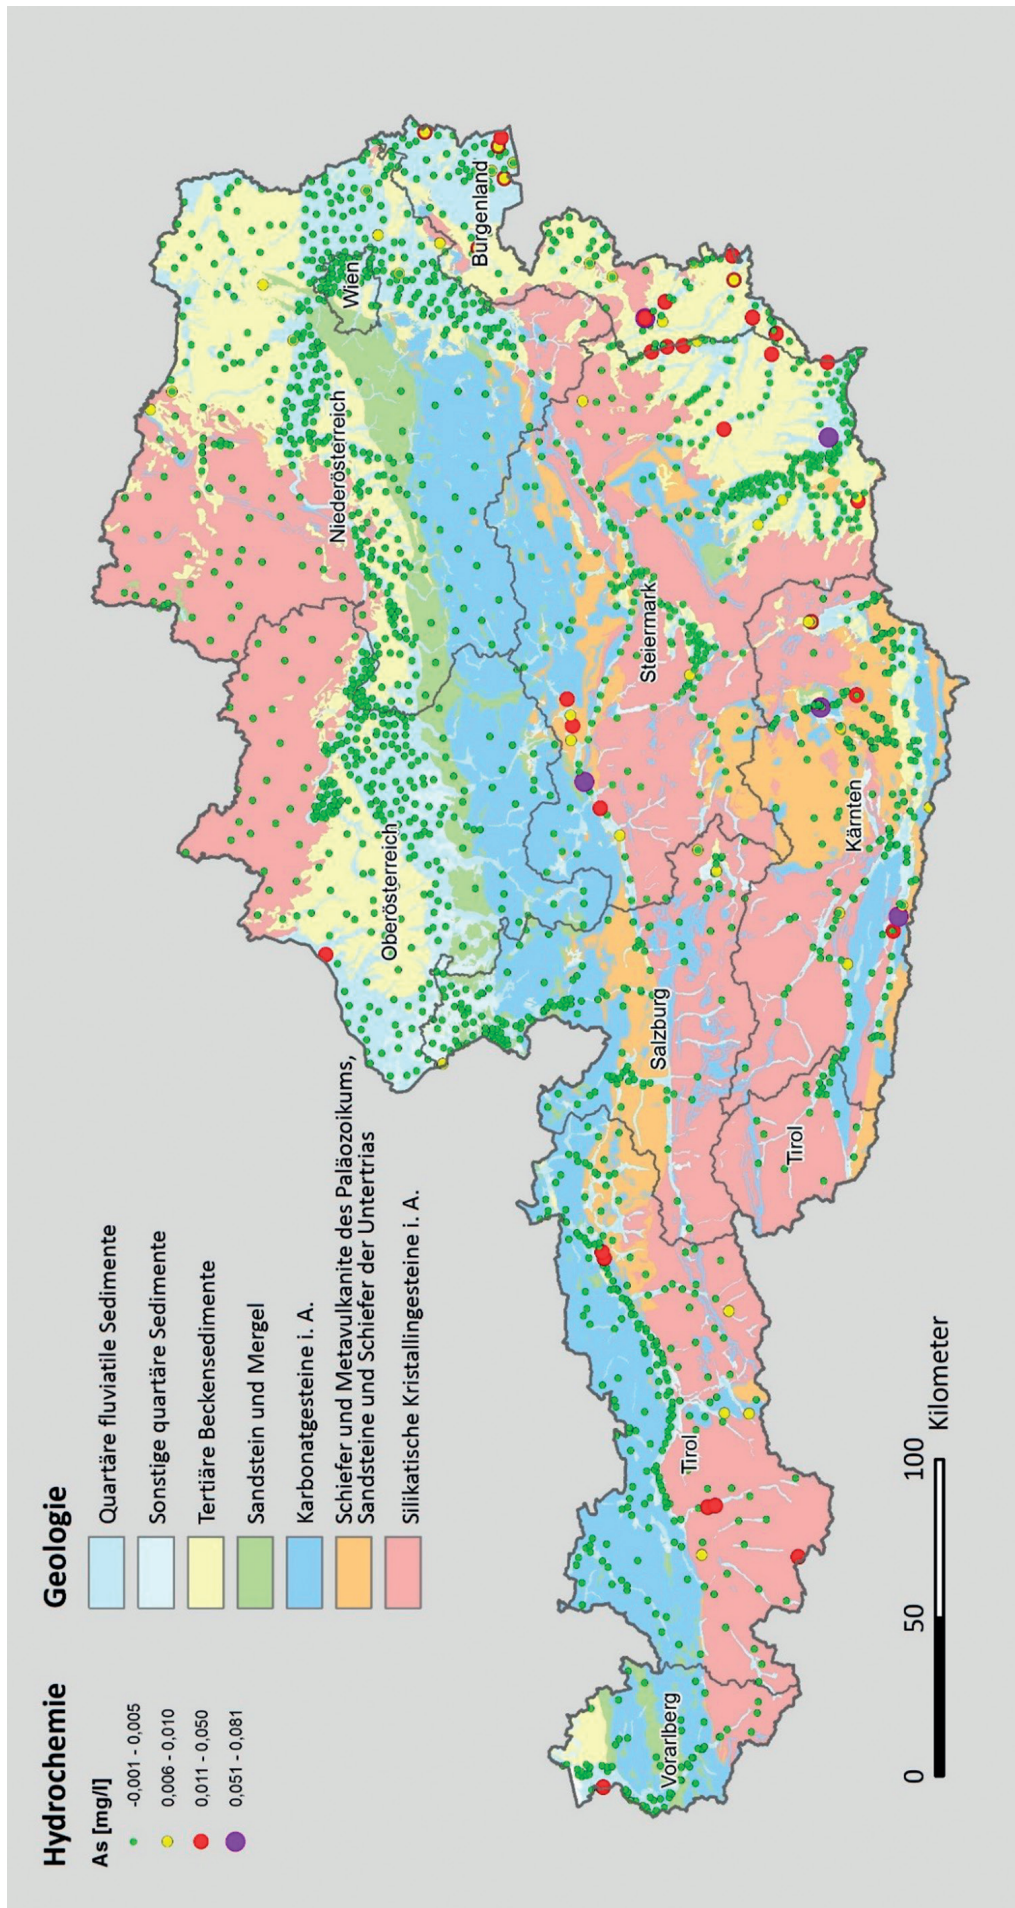 Hydrochemie
As [mg/l]
-0,001 - 0,005
0,006 - 0,010
0,011 - 0,050
0,051 - 0,081
Geologie
Quartäre fluviatile Sedimente
Sonstige quartäre Sedimente
Tertiäre Beckensedimente
Sandstein und Mergel
Karbonatgesteine i. A.
Schiefer und Metavulkanite des Paläozoikums,
Sandsteine und Schiefer der Untertrias
Silikatische Kristallingesteine i. A.
Niederösterreich
Wien
Oberösterreich
Burgenland
Steiermark
Salzburg
Kärnten
Tirol
Tirol
Vorarlberg
0 50 100
Kilometer